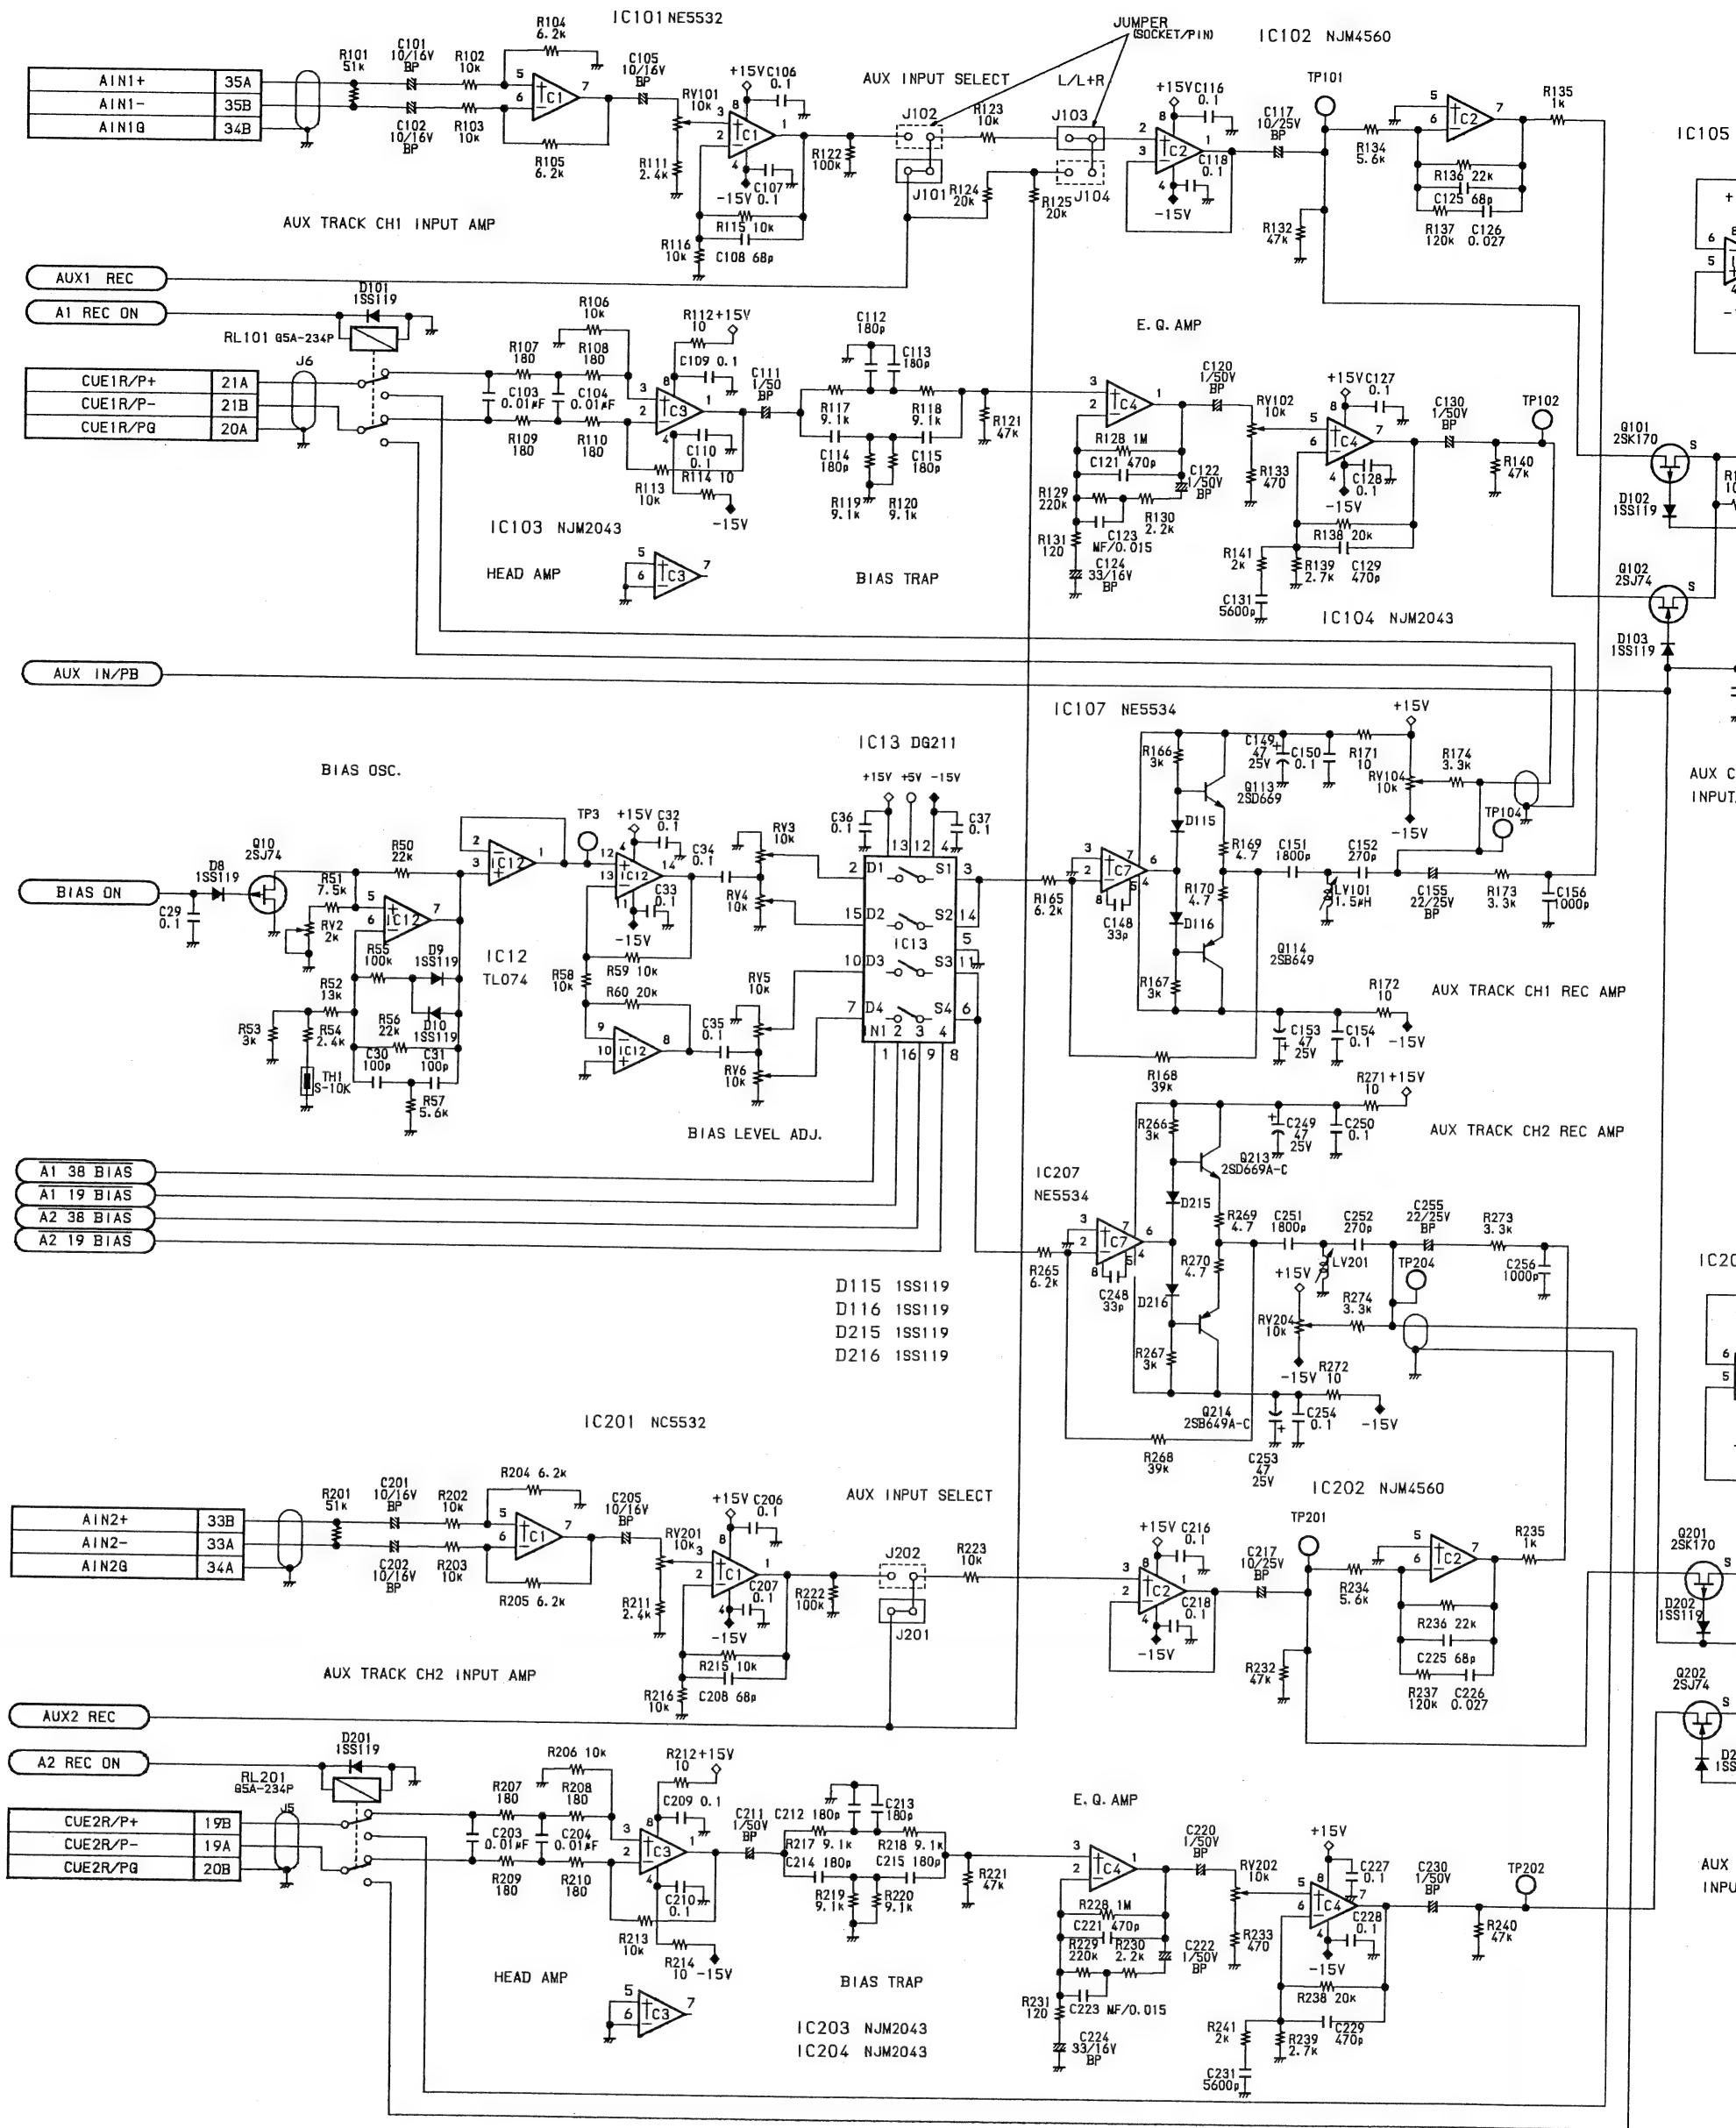 IC101 NE5532
R104
6.2k
JUMPER
(SOCKET/PIN)
IC102 NJM4560
R101
51k
C101
10/16V
BP
R102
10k
C105
10/16V
BP
+15V
C106
0.1
AUX INPUT SELECT
L/L+R
TP101
R135
1k
AIN1+ 35A
AIN1- 35B
AIN1G 34B
RV101
10k
J102
R123
10k
J103
+15V
C116
0.1
C117
10/25V
BP
IC105
C102
10/16V
BP
R103
10k
R105
6.2k
R111
2.4k
C107
0.1
-15V
R122
100k
J101
R124
20k
R125
20k
J104
C118
0.1
-15V
R134
5.6k
R136 22k
C125 68p
R137
120k
C126
0.027
R132
47k
AUX TRACK CH1 INPUT AMP
R115 10k
R116
10k
C108 68p
AUX1 REC
A1 REC ON
D101
1SS119
RL101 G5A-234P
J6
R106
10k
R107
180
R108
180
R112
10
+15V
C112
180p
C113
180p
E.Q. AMP
CUE1R/P+ 21A
CUE1R/P- 21B
CUE1R/PG 20A
C103
0.01µF
C104
0.01µF
C109 0.1
C111
1/50
BP
R117
9.1k
R118
9.1k
R121
47k
C120
1/50V
BP
RV102
10k
+15V
C127
0.1
C130
1/50V
BP
TP102
Q101
2SK170
R109
180
R110
180
C110
0.1
R114 10
R113
10k
-15V
C114
180p
C115
180p
R119
9.1k
R120
9.1k
R128 1M
C121 470p
C122
1/50V
BP
R129
220k
R130
2.2k
R133
470
C128
0.1
-15V
R140
47k
D102
1SS119
IC103 NJM2043
HEAD AMP
BIAS TRAP
R131
120
C123
MF/0.015
C124
33/16V
BP
R138 20k
R141
2k
R139
2.7k
C129
470p
C131
5600p
IC104 NJM2043
Q102
2SJ74
D103
1SS119
AUX IN/PB
IC107 NE5534
+15V
IC13 DG211
BIAS OSC.
+15V +5V -15V
R166
3k
C149
47
25V
C150
0.1
R171
10
R174
3.3k
RV104
10k
-15V
Q113
2SD669
TP104
Q10
2SJ74
D8
1SS119
R50
22k
R51
7.5k
RV2
2k
TP3
+15V
C32
0.1
C34
0.1
RV3
10k
RV4
10k
C36
0.1
C37
0.1
BIAS ON
C29
0.1
C33
0.1
-15V
D1 S1
D2 S2
IC13
D3 S3
D4 S4
IN1 2 3 4
D115
R169
4.7
C151
1800p
C152
270p
R165
6.2k
R170
4.7
LV101
1.5µH
C155
22/25V
BP
R173
3.3k
C156
1000p
C148
33p
D116
Q114
2SB649
R55
100k
D9
1SS119
IC12
TL074
R58
10k
R59 10k
R60 20k
RV5
10k
R167
3k
R172
10
AUX TRACK CH1 REC AMP
R52
13k
R53
3k
R54
2.4k
R56
22k
D10
1SS119
C30
100p
C31
100p
TH1
S-10K
R57
5.6k
C35
0.1
RV6
10k
C153
47
25V
C154
0.1
-15V
R168
39k
R271
10
+15V
BIAS LEVEL ADJ.
R266
3k
C249
47
25V
C250
0.1
AUX TRACK CH2 REC AMP
A1 38 BIAS
A1 19 BIAS
A2 38 BIAS
A2 19 BIAS
IC207
NE5534
Q213
2SD669A-C
D215
R269
4.7
C251
1800p
C252
270p
C255
22/25V
BP
R273
3.3k
R265
6.2k
C248
33p
R270
4.7
D216
LV201
+15V
R274
3.3k
RV204
10k
TP204
C256
1000p
D115 1SS119
D116 1SS119
D215 1SS119
D216 1SS119
R267
3k
-15V
R272
10
Q214
2SB649A-C
C254
0.1
-15V
R268
39k
C253
47
25V
IC201 NC5532
R204 6.2k
AUX INPUT SELECT
IC202 NJM4560
AIN2+ 33B
AIN2- 33A
AIN2G 34A
R201
51k
C201
10/16V
BP
R202
10k
C205
10/16V
BP
RV201
10k
+15V
C206
0.1
J202
R223
10k
+15V
C216
0.1
C217
10/25V
BP
TP201
R235
1k
Q201
2SK170
C202
10/16V
BP
R203
10k
R205 6.2k
R211
2.4k
C207
0.1
-15V
R222
100k
J201
C218
0.1
-15V
R234
5.6k
R236 22k
C225 68p
R237
120k
C226
0.027
R232
47k
D202
1SS119
Q202
2SJ74
AUX TRACK CH2 INPUT AMP
R215 10k
R216
10k
C208 68p
AUX2 REC
A2 REC ON
D201
1SS119
RL201
G5A-234P
J5
R206 10k
R207
180
R208
180
R212
10
+15V
C209 0.1
C211
1/50V
BP
C212 180p
C213
180p
E.Q. AMP
CUE2R/P+ 19B
CUE2R/P- 19A
CUE2R/PG 20B
C203
0.01µF
C204
0.01µF
R217 9.1k
R218 9.1k
C214 180p
C215 180p
R221
47k
C220
1/50V
BP
RV202
10k
+15V
C227
0.1
C230
1/50V
BP
TP202
R209
180
R210
180
C210
0.1
R213
10k
R214
10
-15V
R219
9.1k
R220
9.1k
R228 1M
C221 470p
R229
220k
R230
2.2k
C222
1/50V
BP
R233
470
C228
0.1
-15V
R240
47k
HEAD AMP
BIAS TRAP
R231
120
C223 MF/0.015
C224
33/16V
BP
R238 20k
R241
2k
R239
2.7k
C229
470p
C231
5600p
IC203 NJM2043
IC204 NJM2043